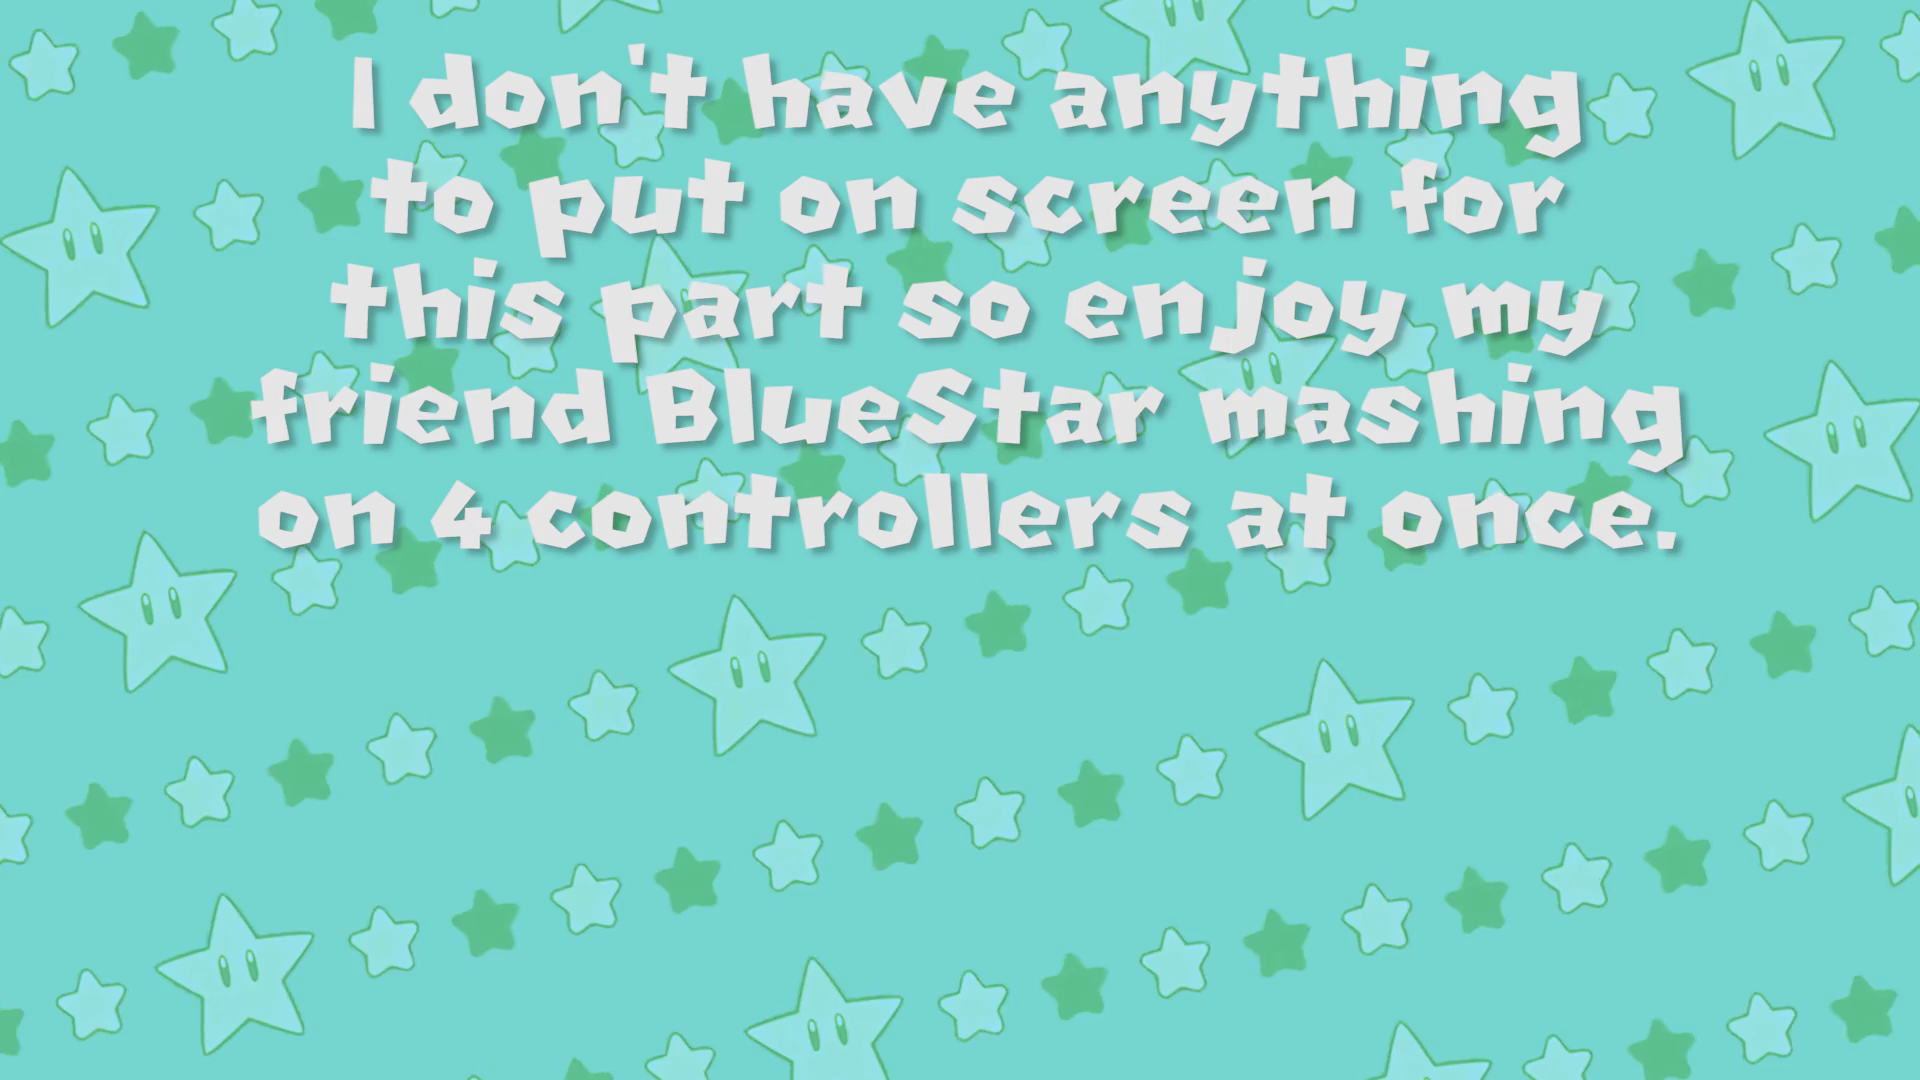 I don't have anything
to put on screen for
this part so enjoy my
friend BlueStar mashing
on 4 controllers at once.